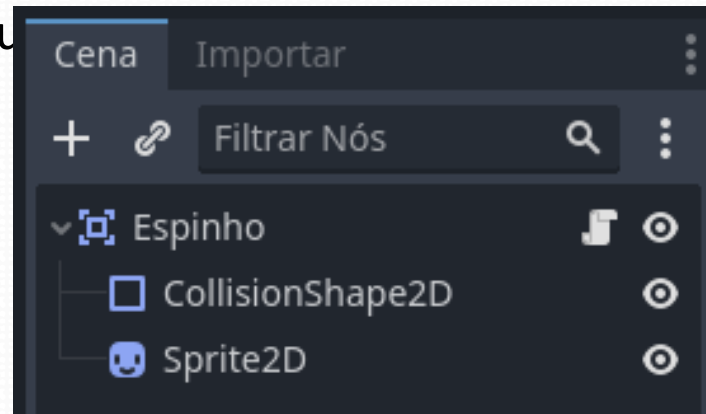 Cena Importar
Filtrar Nós
Espinho
CollisionShape2D
Sprite2D